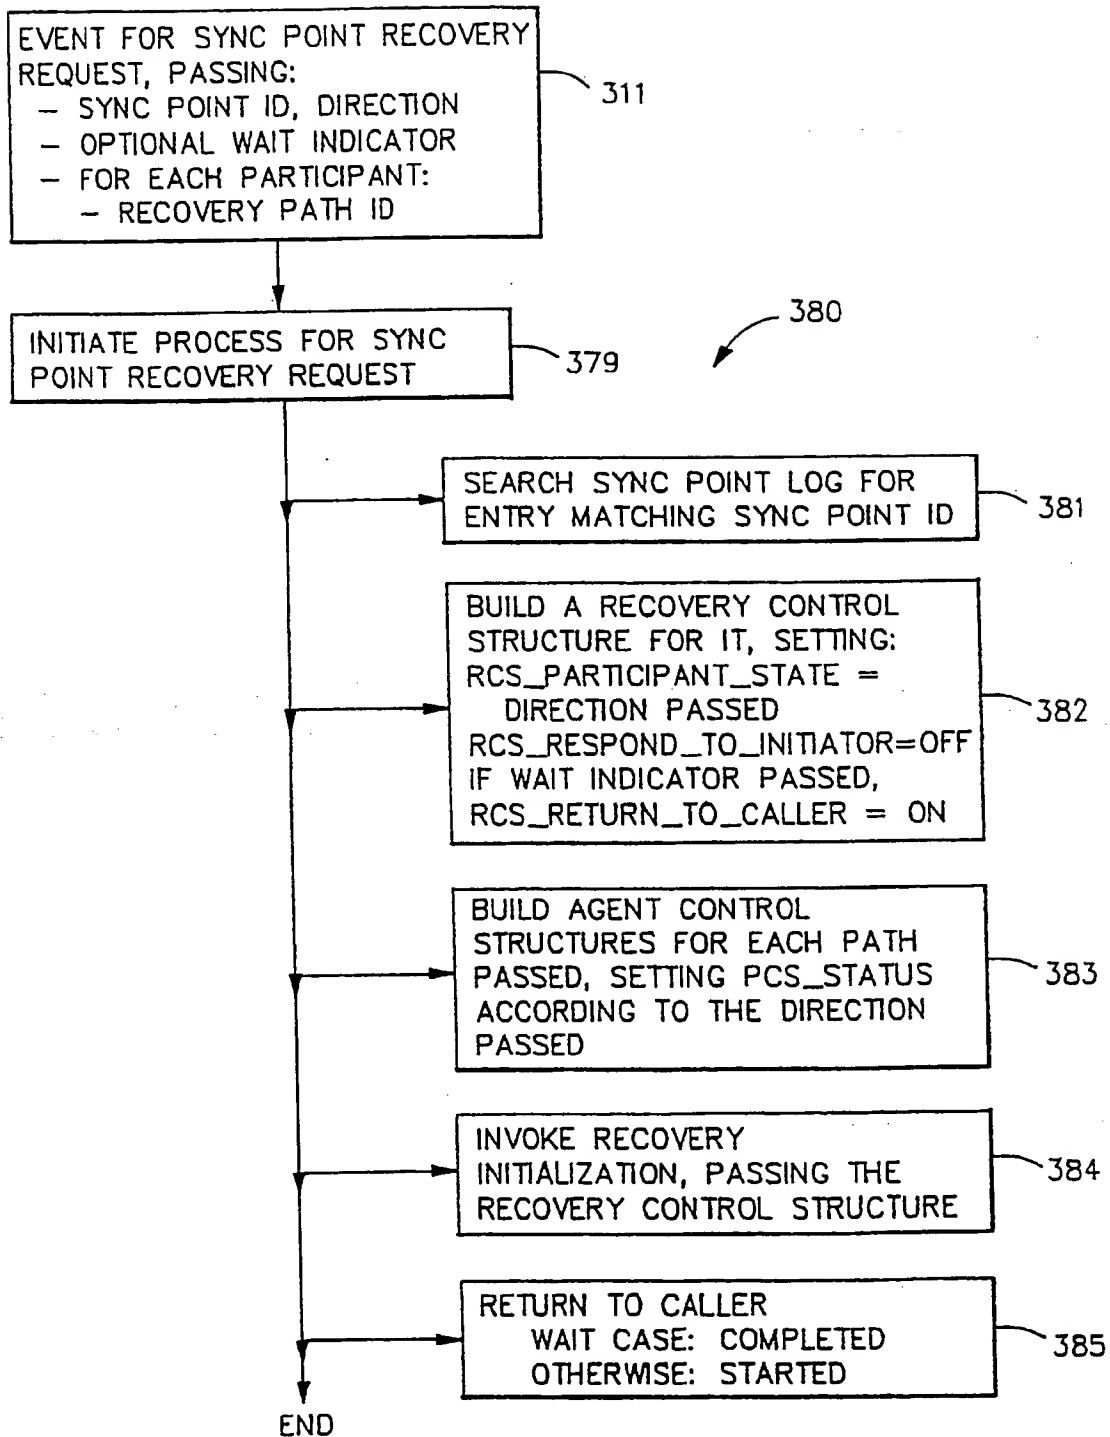 EVENT FOR SYNC POINT RECOVERY
REQUEST, PASSING:
– SYNC POINT ID, DIRECTION
– OPTIONAL WAIT INDICATOR
– FOR EACH PARTICIPANT:
– RECOVERY PATH ID
311
INITIATE PROCESS FOR SYNC
POINT RECOVERY REQUEST
379
380
SEARCH SYNC POINT LOG FOR
ENTRY MATCHING SYNC POINT ID
381
BUILD A RECOVERY CONTROL
STRUCTURE FOR IT, SETTING:
RCS_PARTICIPANT_STATE =
DIRECTION PASSED
RCS_RESPOND_TO_INITIATOR=OFF
IF WAIT INDICATOR PASSED,
RCS_RETURN_TO_CALLER = ON
382
BUILD AGENT CONTROL
STRUCTURES FOR EACH PATH
PASSED, SETTING PCS_STATUS
ACCORDING TO THE DIRECTION
PASSED
383
INVOKE RECOVERY
INITIALIZATION, PASSING THE
RECOVERY CONTROL STRUCTURE
384
RETURN TO CALLER
WAIT CASE: COMPLETED
OTHERWISE: STARTED
385
END